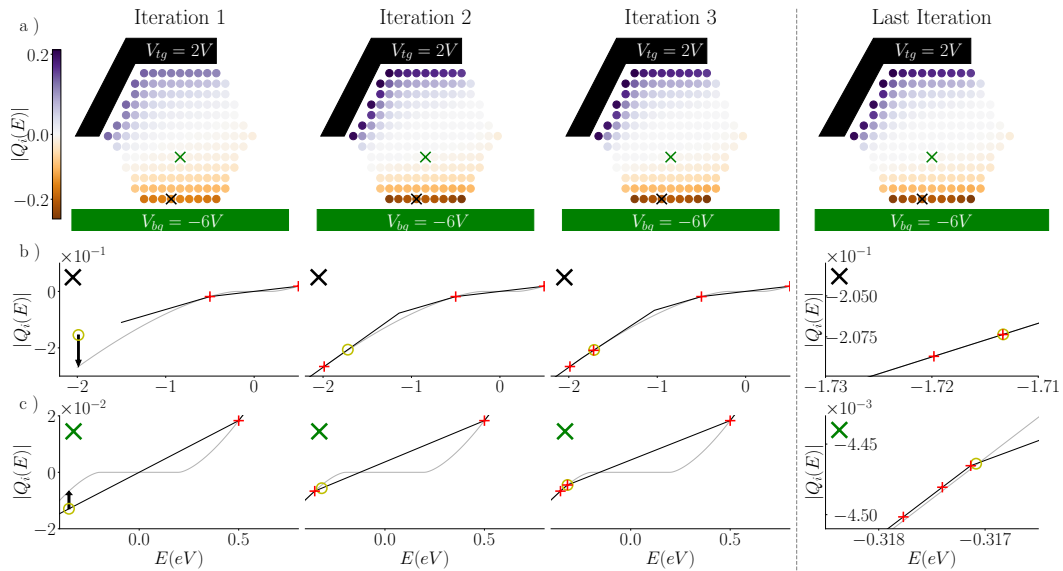 Iteration 1 Iteration 2 Iteration 3 Last Iteration
a )
V_tg = 2V V_tg = 2V V_tg = 2V V_tg = 2V
0.2
0.0
−0.2
|Q_i(E)|
V_bg = −6V V_bg = −6V V_bg = −6V V_bg = −6V
b )
×10^−1 ×10^−1
|Q_i(E)|
0
−2
−2 −1 0 −2 −1 0 −2 −1 0
|Q_i(E)|
−2.050
−2.075
−1.73 −1.72 −1.71
c )
×10^−2 ×10^−3
|Q_i(E)|
2
0
−2
0.0 0.5 0.0 0.5 0.0 0.5
|Q_i(E)|
−4.45
−4.50
−0.318 −0.317
E(eV) E(eV) E(eV) E(eV)